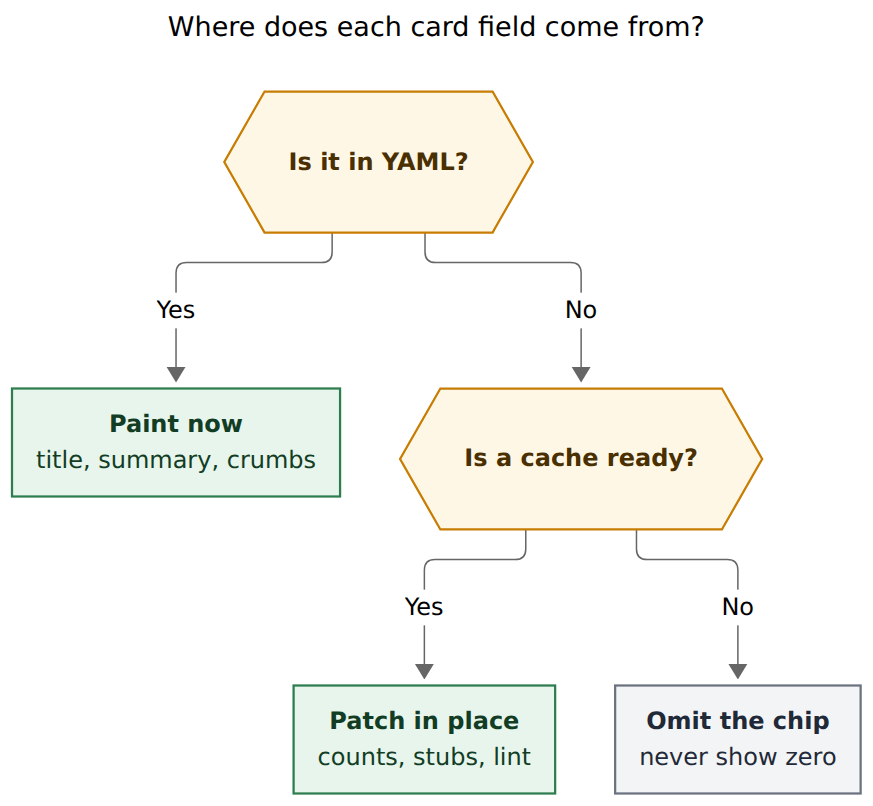 Where does each card field come from?
Is it in YAML?
Yes
No
Paint now
title, summary, crumbs
Is a cache ready?
Yes
No
Patch in place
counts, stubs, lint
Omit the chip
never show zero